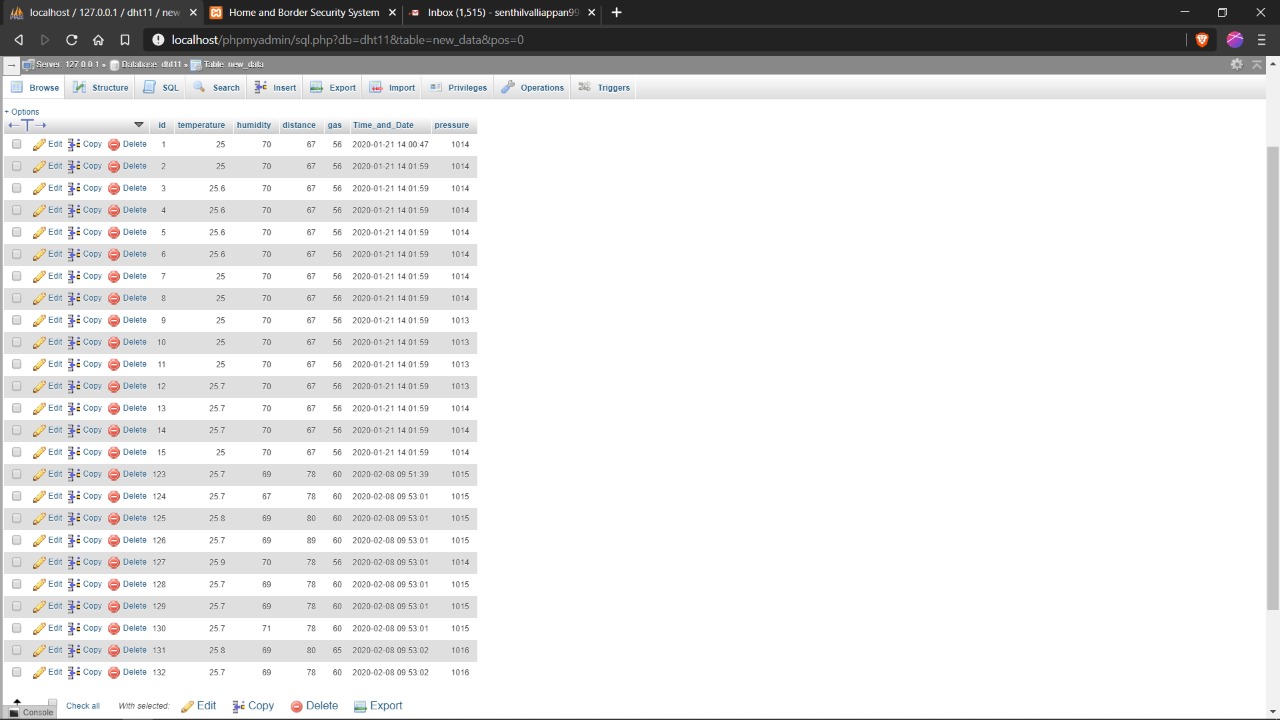 localhost / 127.0.0.1 / dht11 / new Home and Border Security System Inbox (1,515) - senthilvalliappan99
localhost/phpmyadmin/sql.php?db=dht11&table=new_data&pos=0
Server: 127.0.0.1 » Database: dht11 » Table: new_data
Browse Structure SQL Search Insert Export Import Privileges Operations Triggers
+ Options
←T→ id temperature humidity distance gas Time_and_Date pressure
Edit Copy Delete 1 25 70 67 56 2020-01-21 14:00:47 1014
Edit Copy Delete 2 25 70 67 56 2020-01-21 14:01:59 1014
Edit Copy Delete 3 25.6 70 67 56 2020-01-21 14:01:59 1014
Edit Copy Delete 4 25.6 70 67 56 2020-01-21 14:01:59 1014
Edit Copy Delete 5 25.6 70 67 56 2020-01-21 14:01:59 1014
Edit Copy Delete 6 25.6 70 67 56 2020-01-21 14:01:59 1014
Edit Copy Delete 7 25 70 67 56 2020-01-21 14:01:59 1014
Edit Copy Delete 8 25 70 67 56 2020-01-21 14:01:59 1014
Edit Copy Delete 9 25 70 67 56 2020-01-21 14:01:59 1013
Edit Copy Delete 10 25 70 67 56 2020-01-21 14:01:59 1013
Edit Copy Delete 11 25 70 67 56 2020-01-21 14:01:59 1013
Edit Copy Delete 12 25.7 70 67 56 2020-01-21 14:01:59 1013
Edit Copy Delete 13 25.7 70 67 56 2020-01-21 14:01:59 1014
Edit Copy Delete 14 25.7 70 67 56 2020-01-21 14:01:59 1014
Edit Copy Delete 15 25 70 67 56 2020-01-21 14:01:59 1014
Edit Copy Delete 123 25.7 69 78 60 2020-02-08 09:51:39 1015
Edit Copy Delete 124 25.7 67 78 60 2020-02-08 09:53:01 1015
Edit Copy Delete 125 25.8 69 80 60 2020-02-08 09:53:01 1015
Edit Copy Delete 126 25.7 69 89 60 2020-02-08 09:53:01 1015
Edit Copy Delete 127 25.9 70 78 56 2020-02-08 09:53:01 1014
Edit Copy Delete 128 25.7 69 78 60 2020-02-08 09:53:01 1015
Edit Copy Delete 129 25.7 69 78 60 2020-02-08 09:53:01 1015
Edit Copy Delete 130 25.7 71 78 60 2020-02-08 09:53:01 1015
Edit Copy Delete 131 25.8 69 80 65 2020-02-08 09:53:02 1016
Edit Copy Delete 132 25.7 69 78 60 2020-02-08 09:53:02 1016
Check all With selected: Edit Copy Delete Export
Console